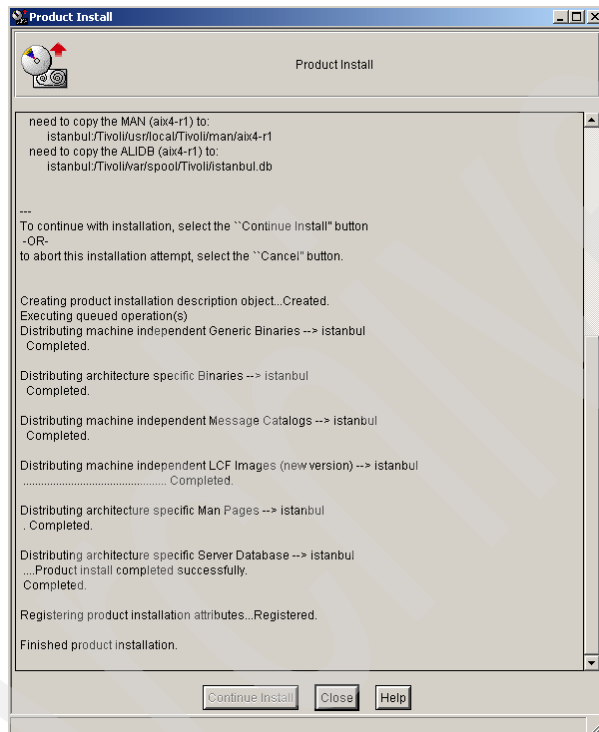 Product Install
Product Install
need to copy the MAN (aix4-r1) to:
istanbul:/Tivoli/usr/local/Tivoli/man/aix4-r1
need to copy the ALIDB (aix4-r1) to:
istanbul:/Tivoli/var/spool/Tivoli/istanbul.db
---
To continue with installation, select the ``Continue Install'' button
-OR-
to abort this installation attempt, select the ``Cancel'' button.
Creating product installation description object...Created.
Executing queued operation(s)
Distributing machine independent Generic Binaries --> istanbul
Completed.
Distributing architecture specific Binaries --> istanbul
Completed.
Distributing machine independent Message Catalogs --> istanbul
Completed.
Distributing machine independent LCF Images (new version) --> istanbul
................................................ Completed.
Distributing architecture specific Man Pages --> istanbul
. Completed.
Distributing architecture specific Server Database --> istanbul
....Product install completed successfully.
Completed.
Registering product installation attributes...Registered.
Finished product installation.
Continue Install Close Help